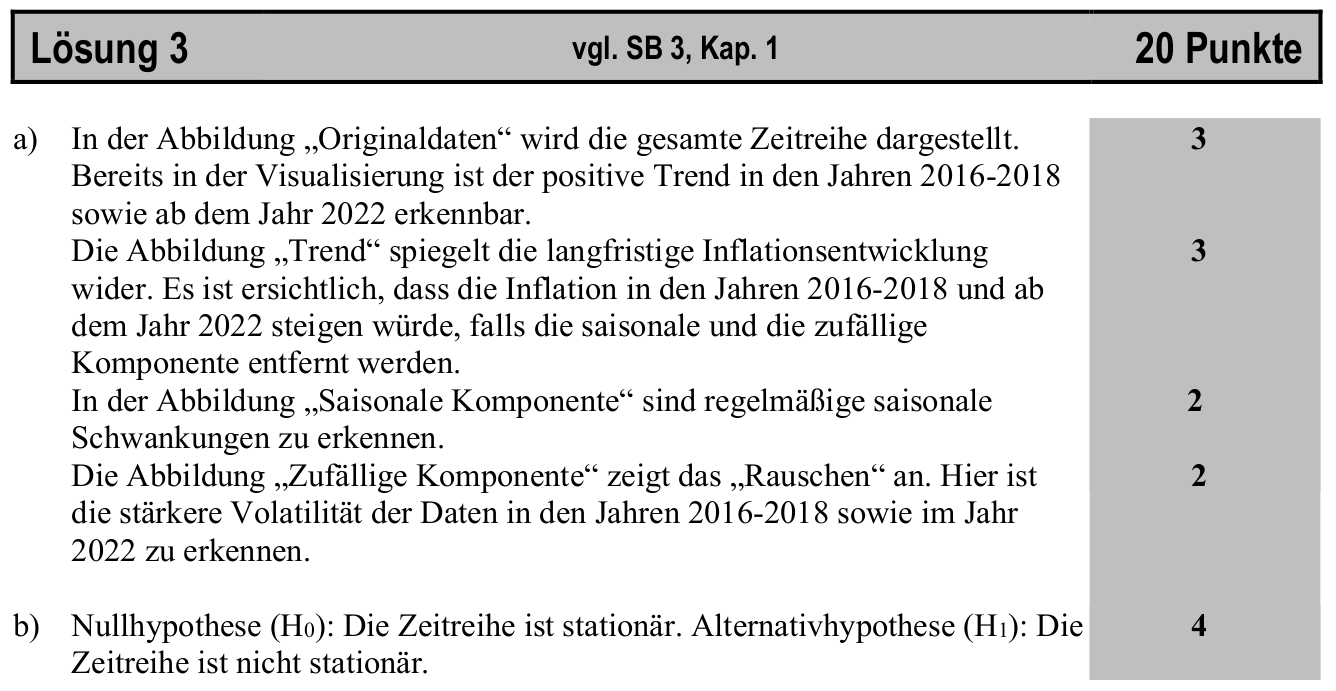 Lösung 3 vgl. SB 3, Kap. 1 20 Punkte
a) In der Abbildung „Originaldaten“ wird die gesamte Zeitreihe dargestellt. 3
Bereits in der Visualisierung ist der positive Trend in den Jahren 2016-2018
sowie ab dem Jahr 2022 erkennbar.
Die Abbildung „Trend“ spiegelt die langfristige Inflationsentwicklung 3
wider. Es ist ersichtlich, dass die Inflation in den Jahren 2016-2018 und ab
dem Jahr 2022 steigen würde, falls die saisonale und die zufällige
Komponente entfernt werden.
In der Abbildung „Saisonale Komponente“ sind regelmäßige saisonale 2
Schwankungen zu erkennen.
Die Abbildung „Zufällige Komponente“ zeigt das „Rauschen“ an. Hier ist 2
die stärkere Volatilität der Daten in den Jahren 2016-2018 sowie im Jahr
2022 zu erkennen.
b) Nullhypothese (H0): Die Zeitreihe ist stationär. Alternativhypothese (H1): Die 4
Zeitreihe ist nicht stationär.